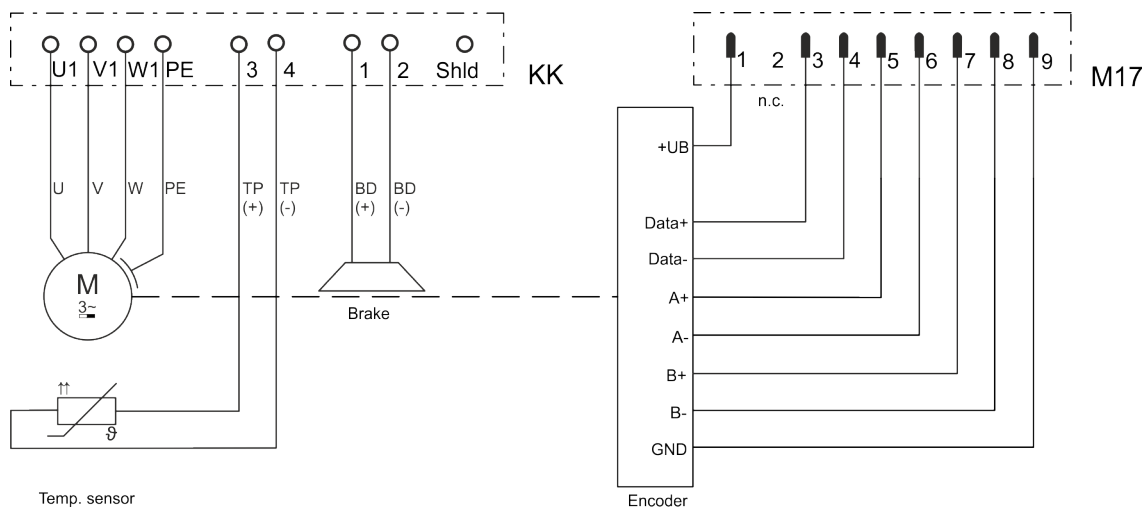 U1 V1 W1 PE 3 4 1 2 Shld
KK
1 2 3 4 5 6 7 8 9
M17
n.c.
U V W PE TP (+) TP (-) BD (+) BD (-)
M
3~
Brake
ϑ
Temp. sensor
+UB
Data+
Data-
A+
A-
B+
B-
GND
Encoder